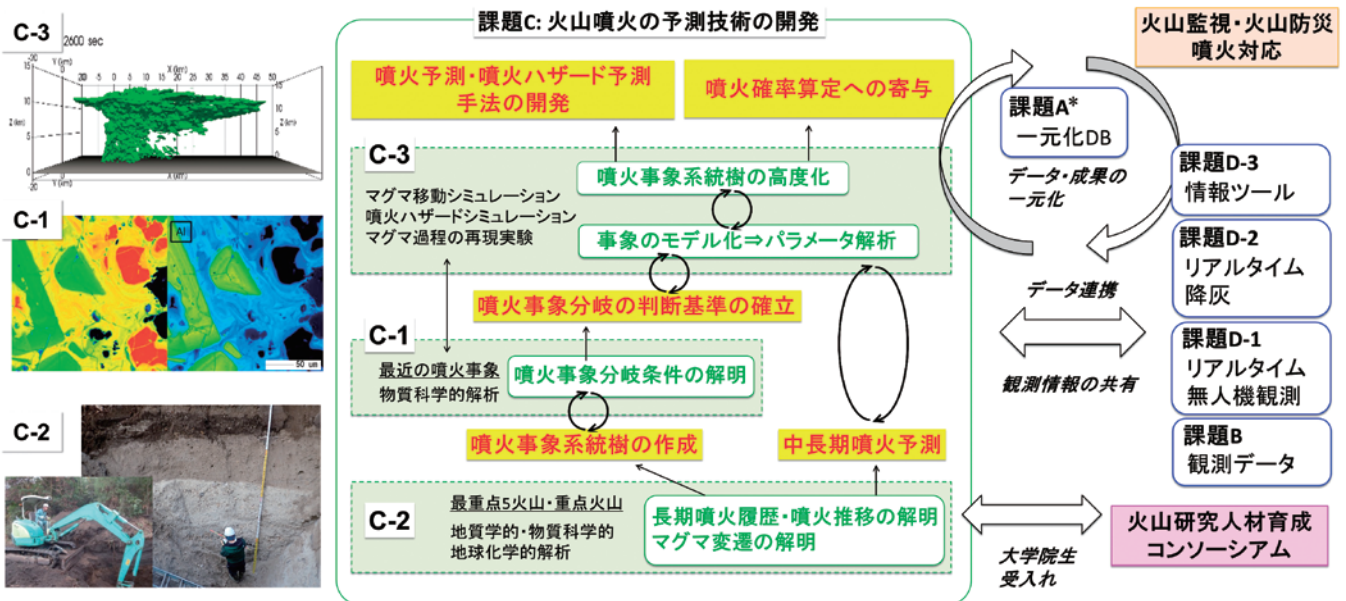 課題C: 火山噴火の予測技術の開発
C-3
2600 sec
C-1
Al
50 um
C-2
噴火予測・噴火ハザード予測
手法の開発
噴火確率算定への寄与
C-3
噴火事象系統樹の高度化
マグマ移動シミュレーション
噴火ハザードシミュレーション
マグマ過程の再現実験
事象のモデル化⇒パラメータ解析
噴火事象分岐の判断基準の確立
C-1
最近の噴火事象
物質科学的解析
噴火事象分岐条件の解明
噴火事象系統樹の作成
中長期噴火予測
C-2
最重点5火山・重点火山
地質学的・物質科学的
地球化学的解析
長期噴火履歴・噴火推移の解明
マグマ変遷の解明
火山監視・火山防災
噴火対応
課題A*
一元化DB
データ・成果の
一元化
課題D-3
情報ツール
課題D-2
リアルタイム
降灰
データ連携
観測情報の共有
課題D-1
リアルタイム
無人機観測
課題B
観測データ
大学院生
受入れ
火山研究人材育成
コンソーシアム